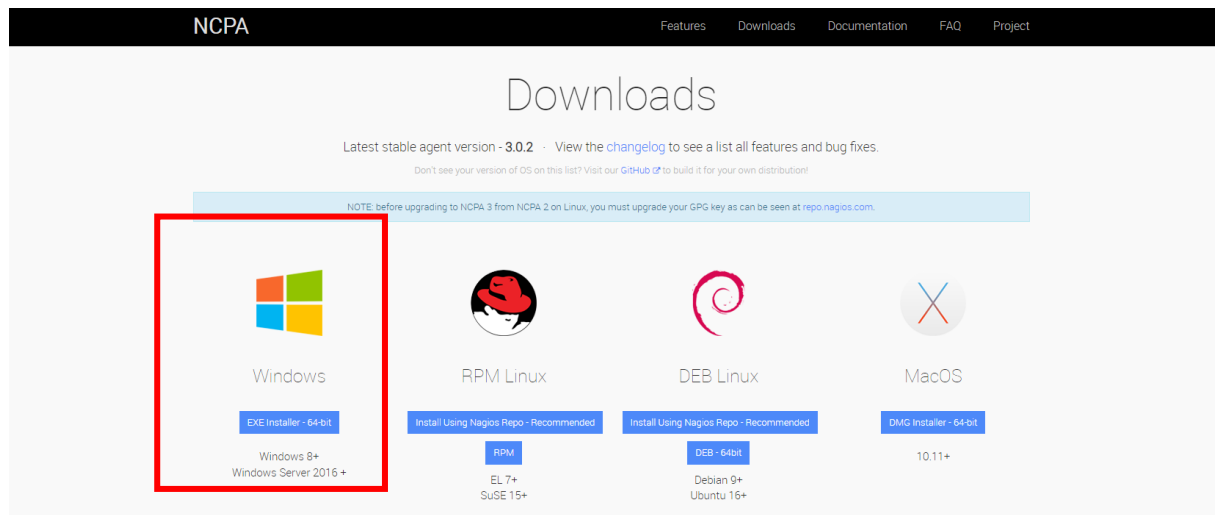 NCPA
Features Downloads Documentation FAQ Project
Downloads
Latest stable agent version - 3.0.2 · View the changelog to see a list all features and bug fixes.
Don't see your version of OS on this list? Visit our GitHub to build it for your own distribution!
NOTE: before upgrading to NCPA 3 from NCPA 2 on Linux, you must upgrade your GPG key as can be seen at repo.nagios.com.
Windows
EXE Installer - 64-bit
Windows 8+
Windows Server 2016 +
RPM Linux
Install Using Nagios Repo - Recommended
RPM
EL 7+
SuSE 15+
DEB Linux
Install Using Nagios Repo - Recommended
DEB - 64bit
Debian 9+
Ubuntu 16+
MacOS
DMG Installer - 64-bit
10.11+